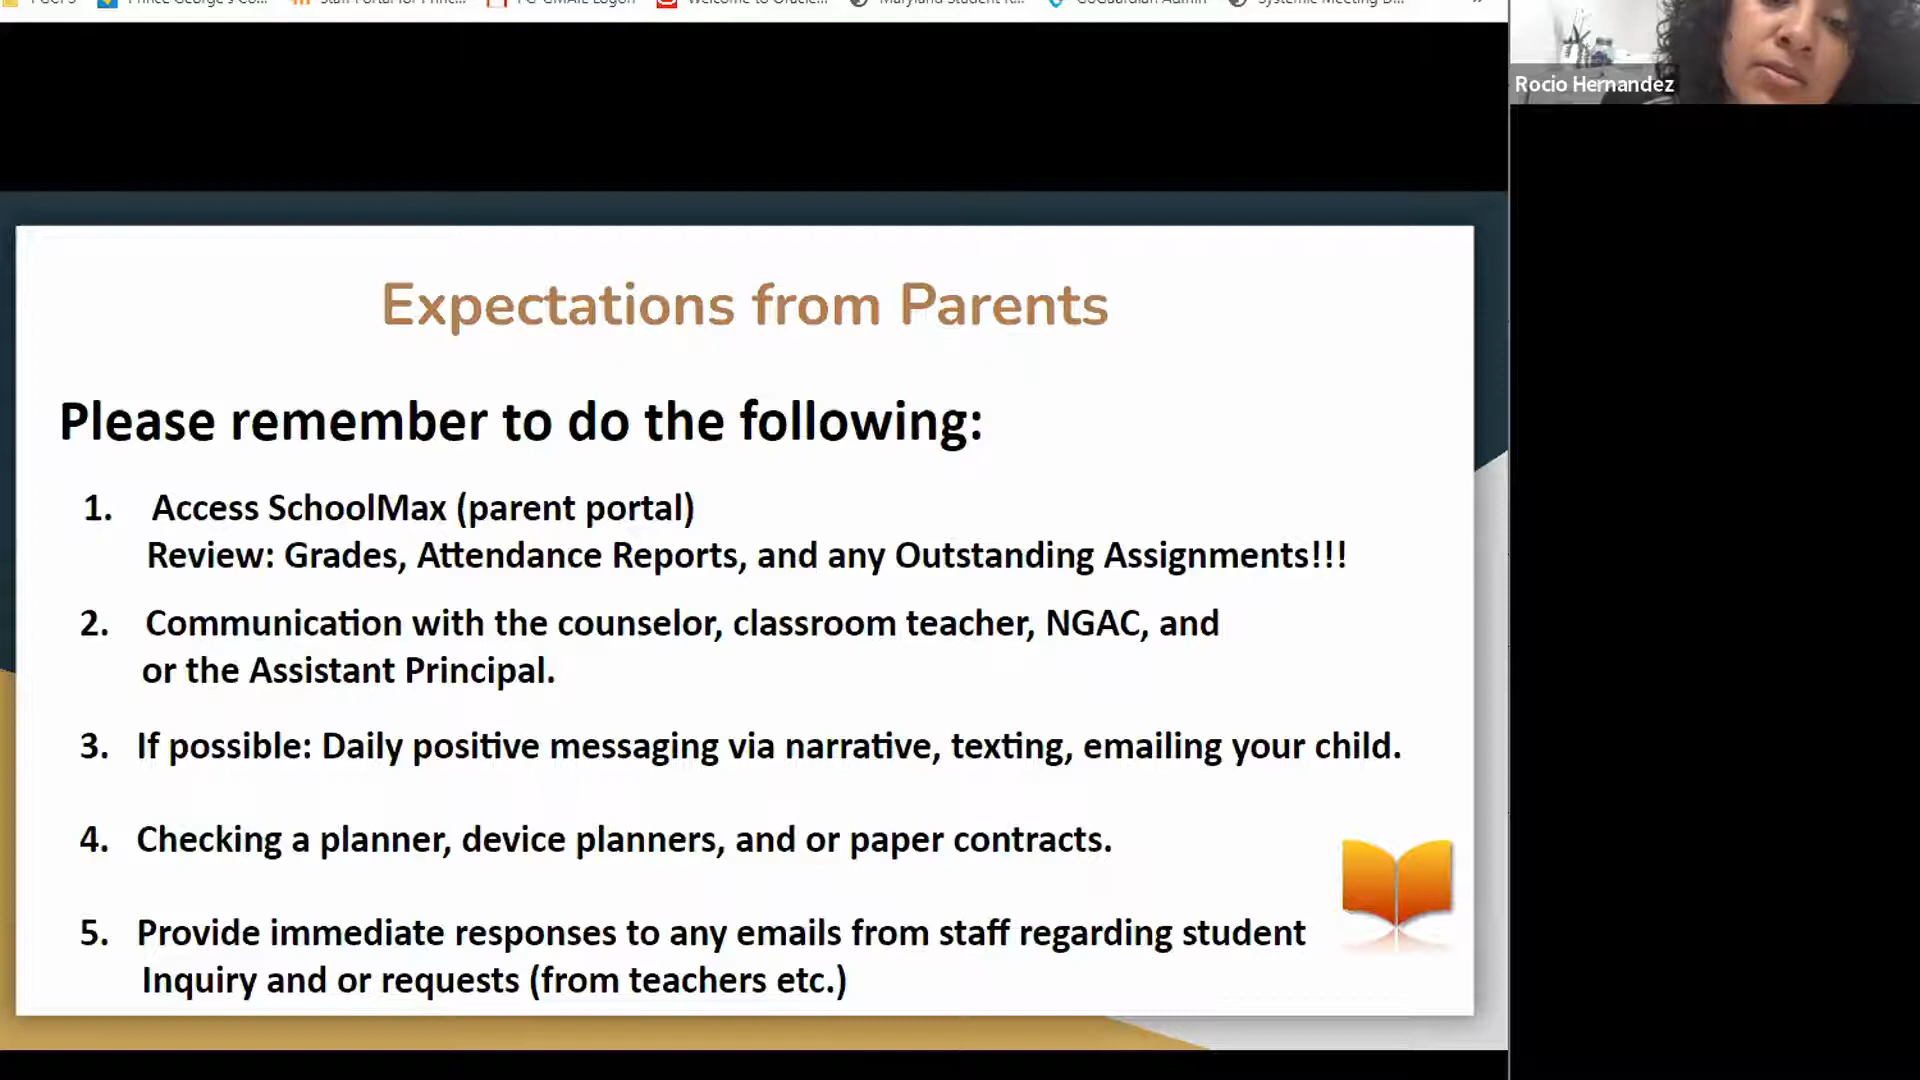 Rocio Hernandez
Expectations from Parents
Please remember to do the following:
1. Access SchoolMax (parent portal)
Review: Grades, Attendance Reports, and any Outstanding Assignments!!!
2. Communication with the counselor, classroom teacher, NGAC, and
or the Assistant Principal.
3. If possible: Daily positive messaging via narrative, texting, emailing your child.
4. Checking a planner, device planners, and or paper contracts.
5. Provide immediate responses to any emails from staff regarding student
Inquiry and or requests (from teachers etc.)